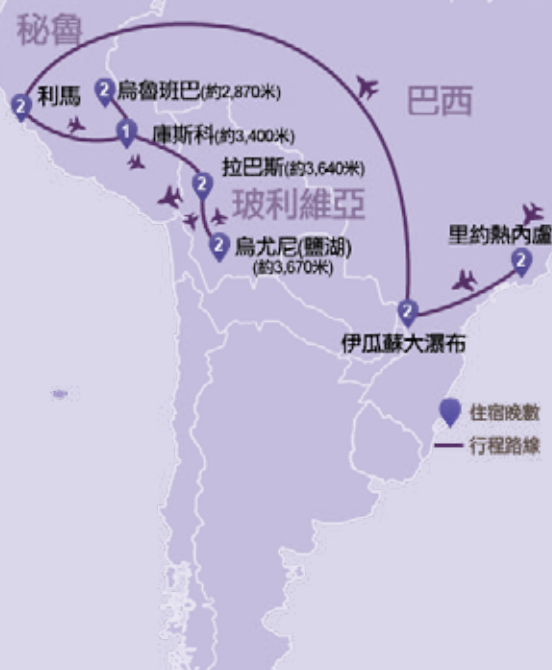 秘魯
2
利馬
2
烏魯班巴(約2,870米)
巴西
1
庫斯科(約3,400米)
拉巴斯(約3,640米)
2
玻利維亞
2
烏尤尼(鹽湖)
(約3,670米)
里約熱內盧
2
2
伊瓜蘇大瀑布
住宿晚數
行程路線